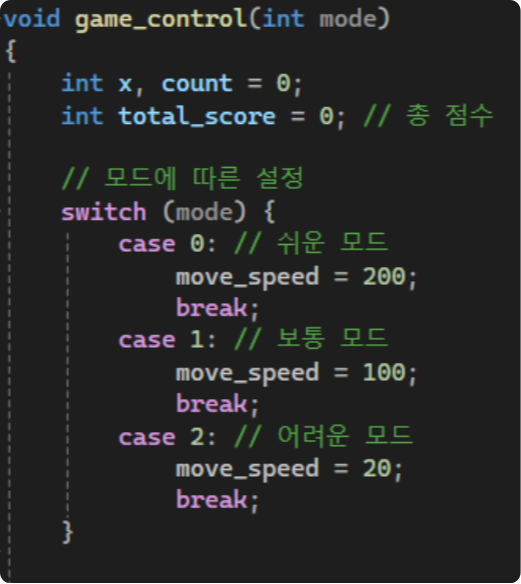 void game_control(int mode)
{
    int x, count = 0;
    int total_score = 0; // 총 점수

    // 모드에 따른 설정
    switch (mode) {
        case 0: // 쉬운 모드
            move_speed = 200;
            break;
        case 1: // 보통 모드
            move_speed = 100;
            break;
        case 2: // 어려운 모드
            move_speed = 20;
            break;
    }